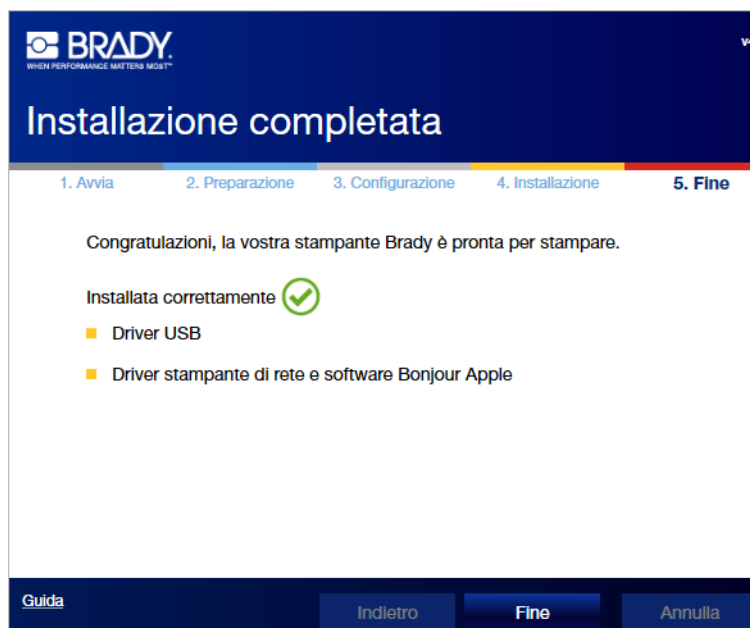 BRADY.
WHEN PERFORMANCE MATTERS MOST™
Installazione completata
1. Avvia 2. Preparazione 3. Configurazione 4. Installazione 5. Fine
Congratulazioni, la vostra stampante Brady è pronta per stampare.
Installata correttamente
Driver USB
Driver stampante di rete e software Bonjour Apple
Guida Indietro Fine Annulla